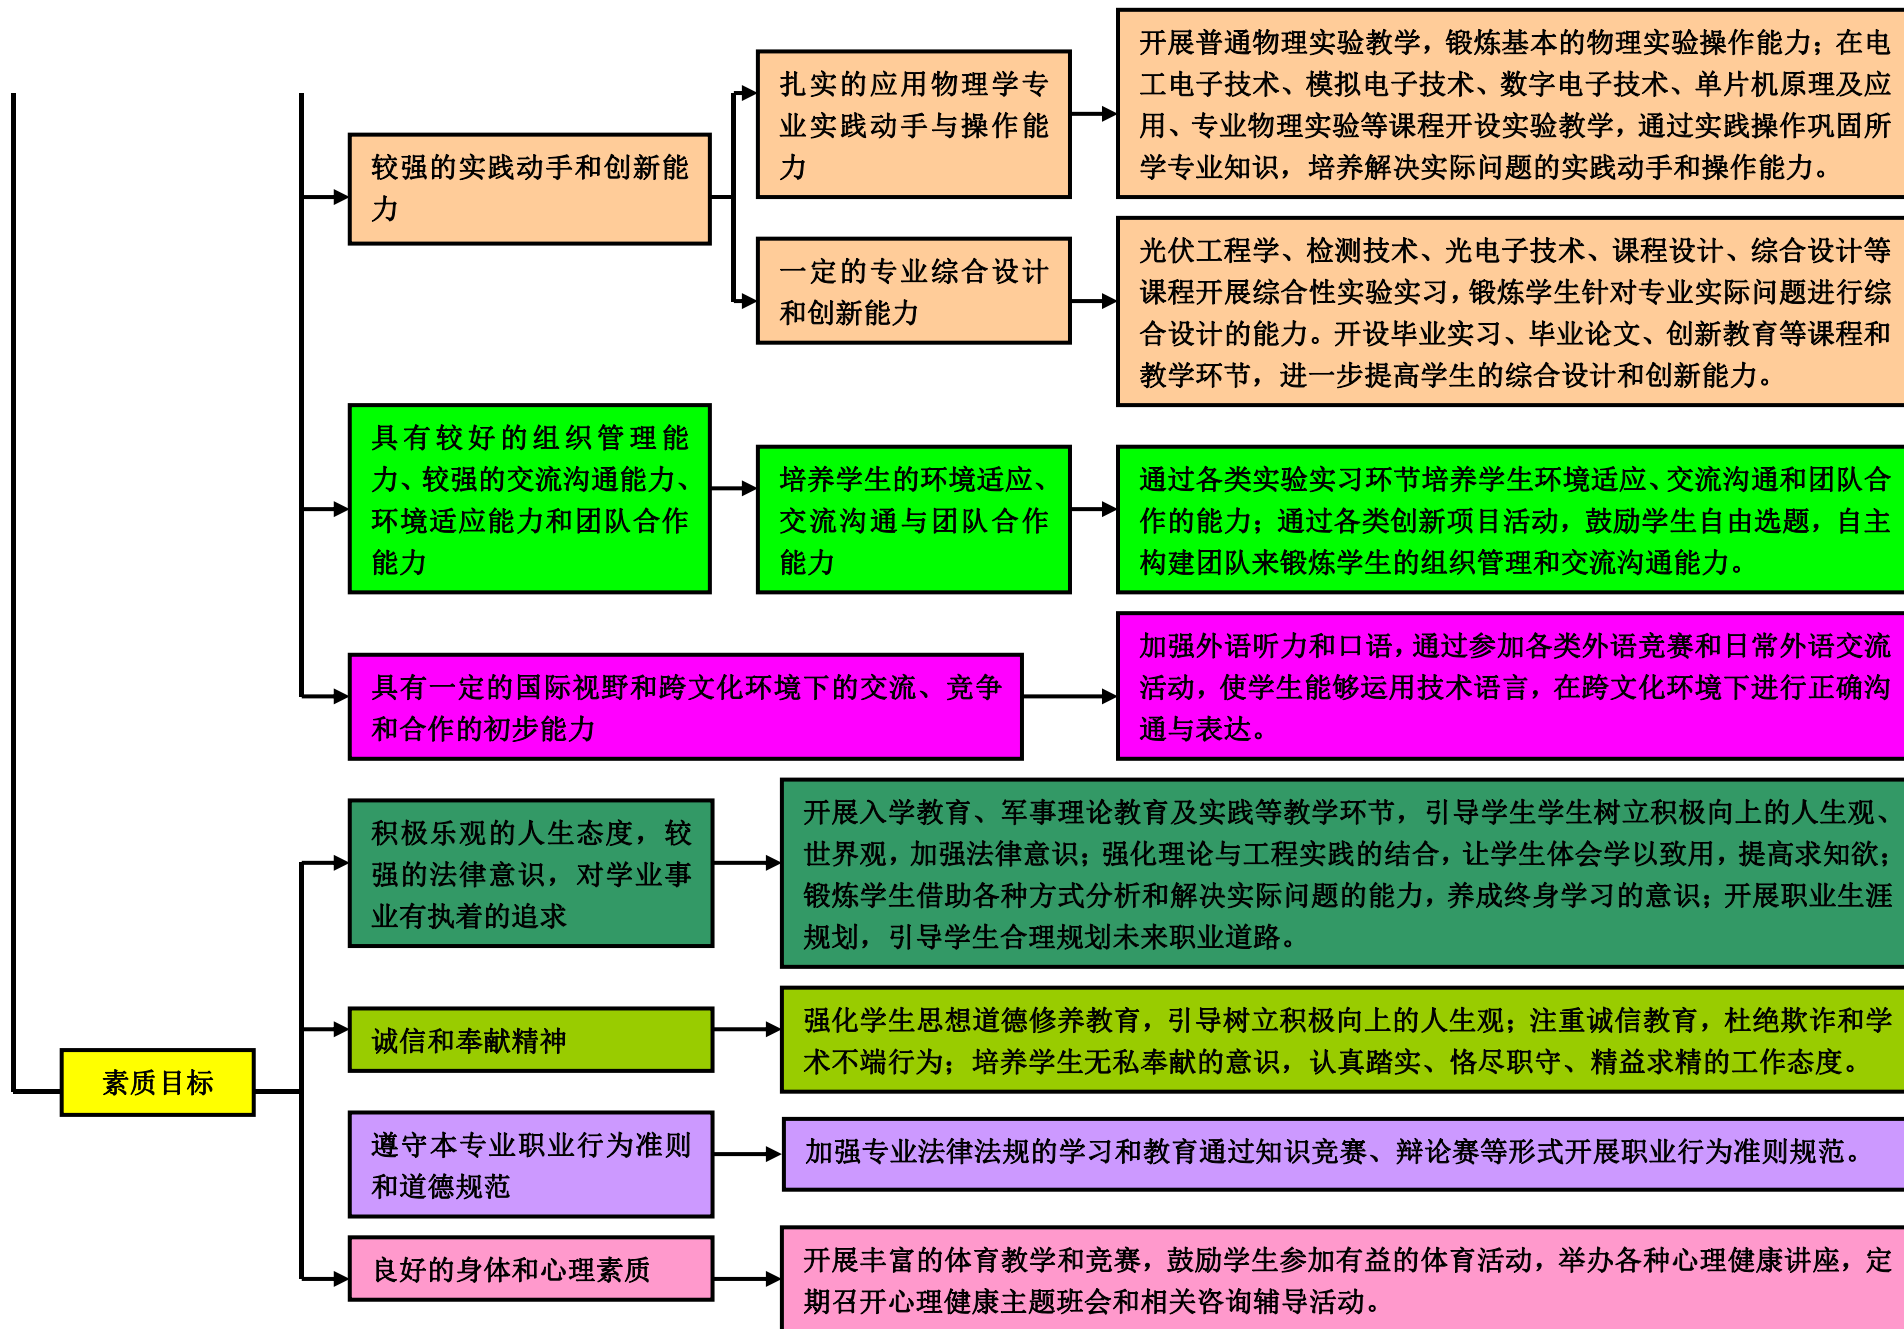 较强的实践动手和创新能
力
扎实的应用物理学专
业实践动手与操作能
力
开展普通物理实验教学，锻炼基本的物理实验操作能力；在电
工电子技术、模拟电子技术、数字电子技术、单片机原理及应
用、专业物理实验等课程开设实验教学，通过实践操作巩固所
学专业知识，培养解决实际问题的实践动手和操作能力。
一定的专业综合设计
和创新能力
光伏工程学、检测技术、光电子技术、课程设计、综合设计等
课程开展综合性实验实习，锻炼学生针对专业实际问题进行综
合设计的能力。开设毕业实习、毕业论文、创新教育等课程和
教学环节，进一步提高学生的综合设计和创新能力。
具有较好的组织管理能
力、较强的交流沟通能力、
环境适应能力和团队合作
能力
培养学生的环境适应、
交流沟通与团队合作
能力
通过各类实验实习环节培养学生环境适应、交流沟通和团队合
作的能力；通过各类创新项目活动，鼓励学生自由选题，自主
构建团队来锻炼学生的组织管理和交流沟通能力。
具有一定的国际视野和跨文化环境下的交流、竞争
和合作的初步能力
加强外语听力和口语，通过参加各类外语竞赛和日常外语交流
活动，使学生能够运用技术语言，在跨文化环境下进行正确沟
通与表达。
素质目标
积极乐观的人生态度，较
强的法律意识，对学业事
业有执着的追求
开展入学教育、军事理论教育及实践等教学环节，引导学生学生树立积极向上的人生观、
世界观，加强法律意识；强化理论与工程实践的结合，让学生体会学以致用，提高求知欲；
锻炼学生借助各种方式分析和解决实际问题的能力，养成终身学习的意识；开展职业生涯
规划，引导学生合理规划未来职业道路。
诚信和奉献精神
强化学生思想道德修养教育，引导树立积极向上的人生观；注重诚信教育，杜绝欺诈和学
术不端行为；培养学生无私奉献的意识，认真踏实、恪尽职守、精益求精的工作态度。
遵守本专业职业行为准则
和道德规范
加强专业法律法规的学习和教育通过知识竞赛、辩论赛等形式开展职业行为准则规范。
良好的身体和心理素质
开展丰富的体育教学和竞赛，鼓励学生参加有益的体育活动，举办各种心理健康讲座，定
期召开心理健康主题班会和相关咨询辅导活动。